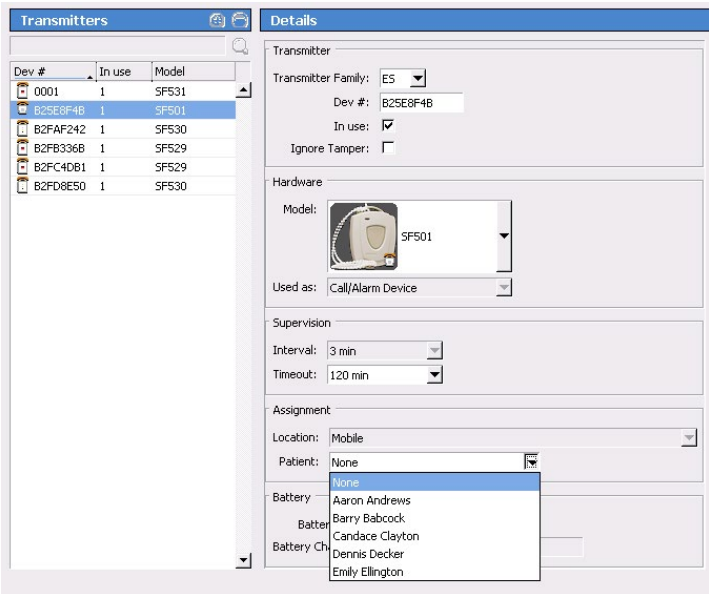 Transmitters
Dev # In use Model
0001 1 SF531
B25E8F4B 1 SF501
B2FAF242 1 SF530
B2FB336B 1 SF529
B2FC4DB1 1 SF529
B2FD8E50 1 SF530
Details
Transmitter
Transmitter Family: ES
Dev #: B25E8F4B
In use:
Ignore Tamper:
Hardware
Model: SF501
Used as: Call/Alarm Device
Supervision
Interval: 3 min
Timeout: 120 min
Assignment
Location: Mobile
Patient: None
None
Aaron Andrews
Barry Babcock
Candace Clayton
Dennis Decker
Emily Ellington
Battery
Batter
Battery Ch